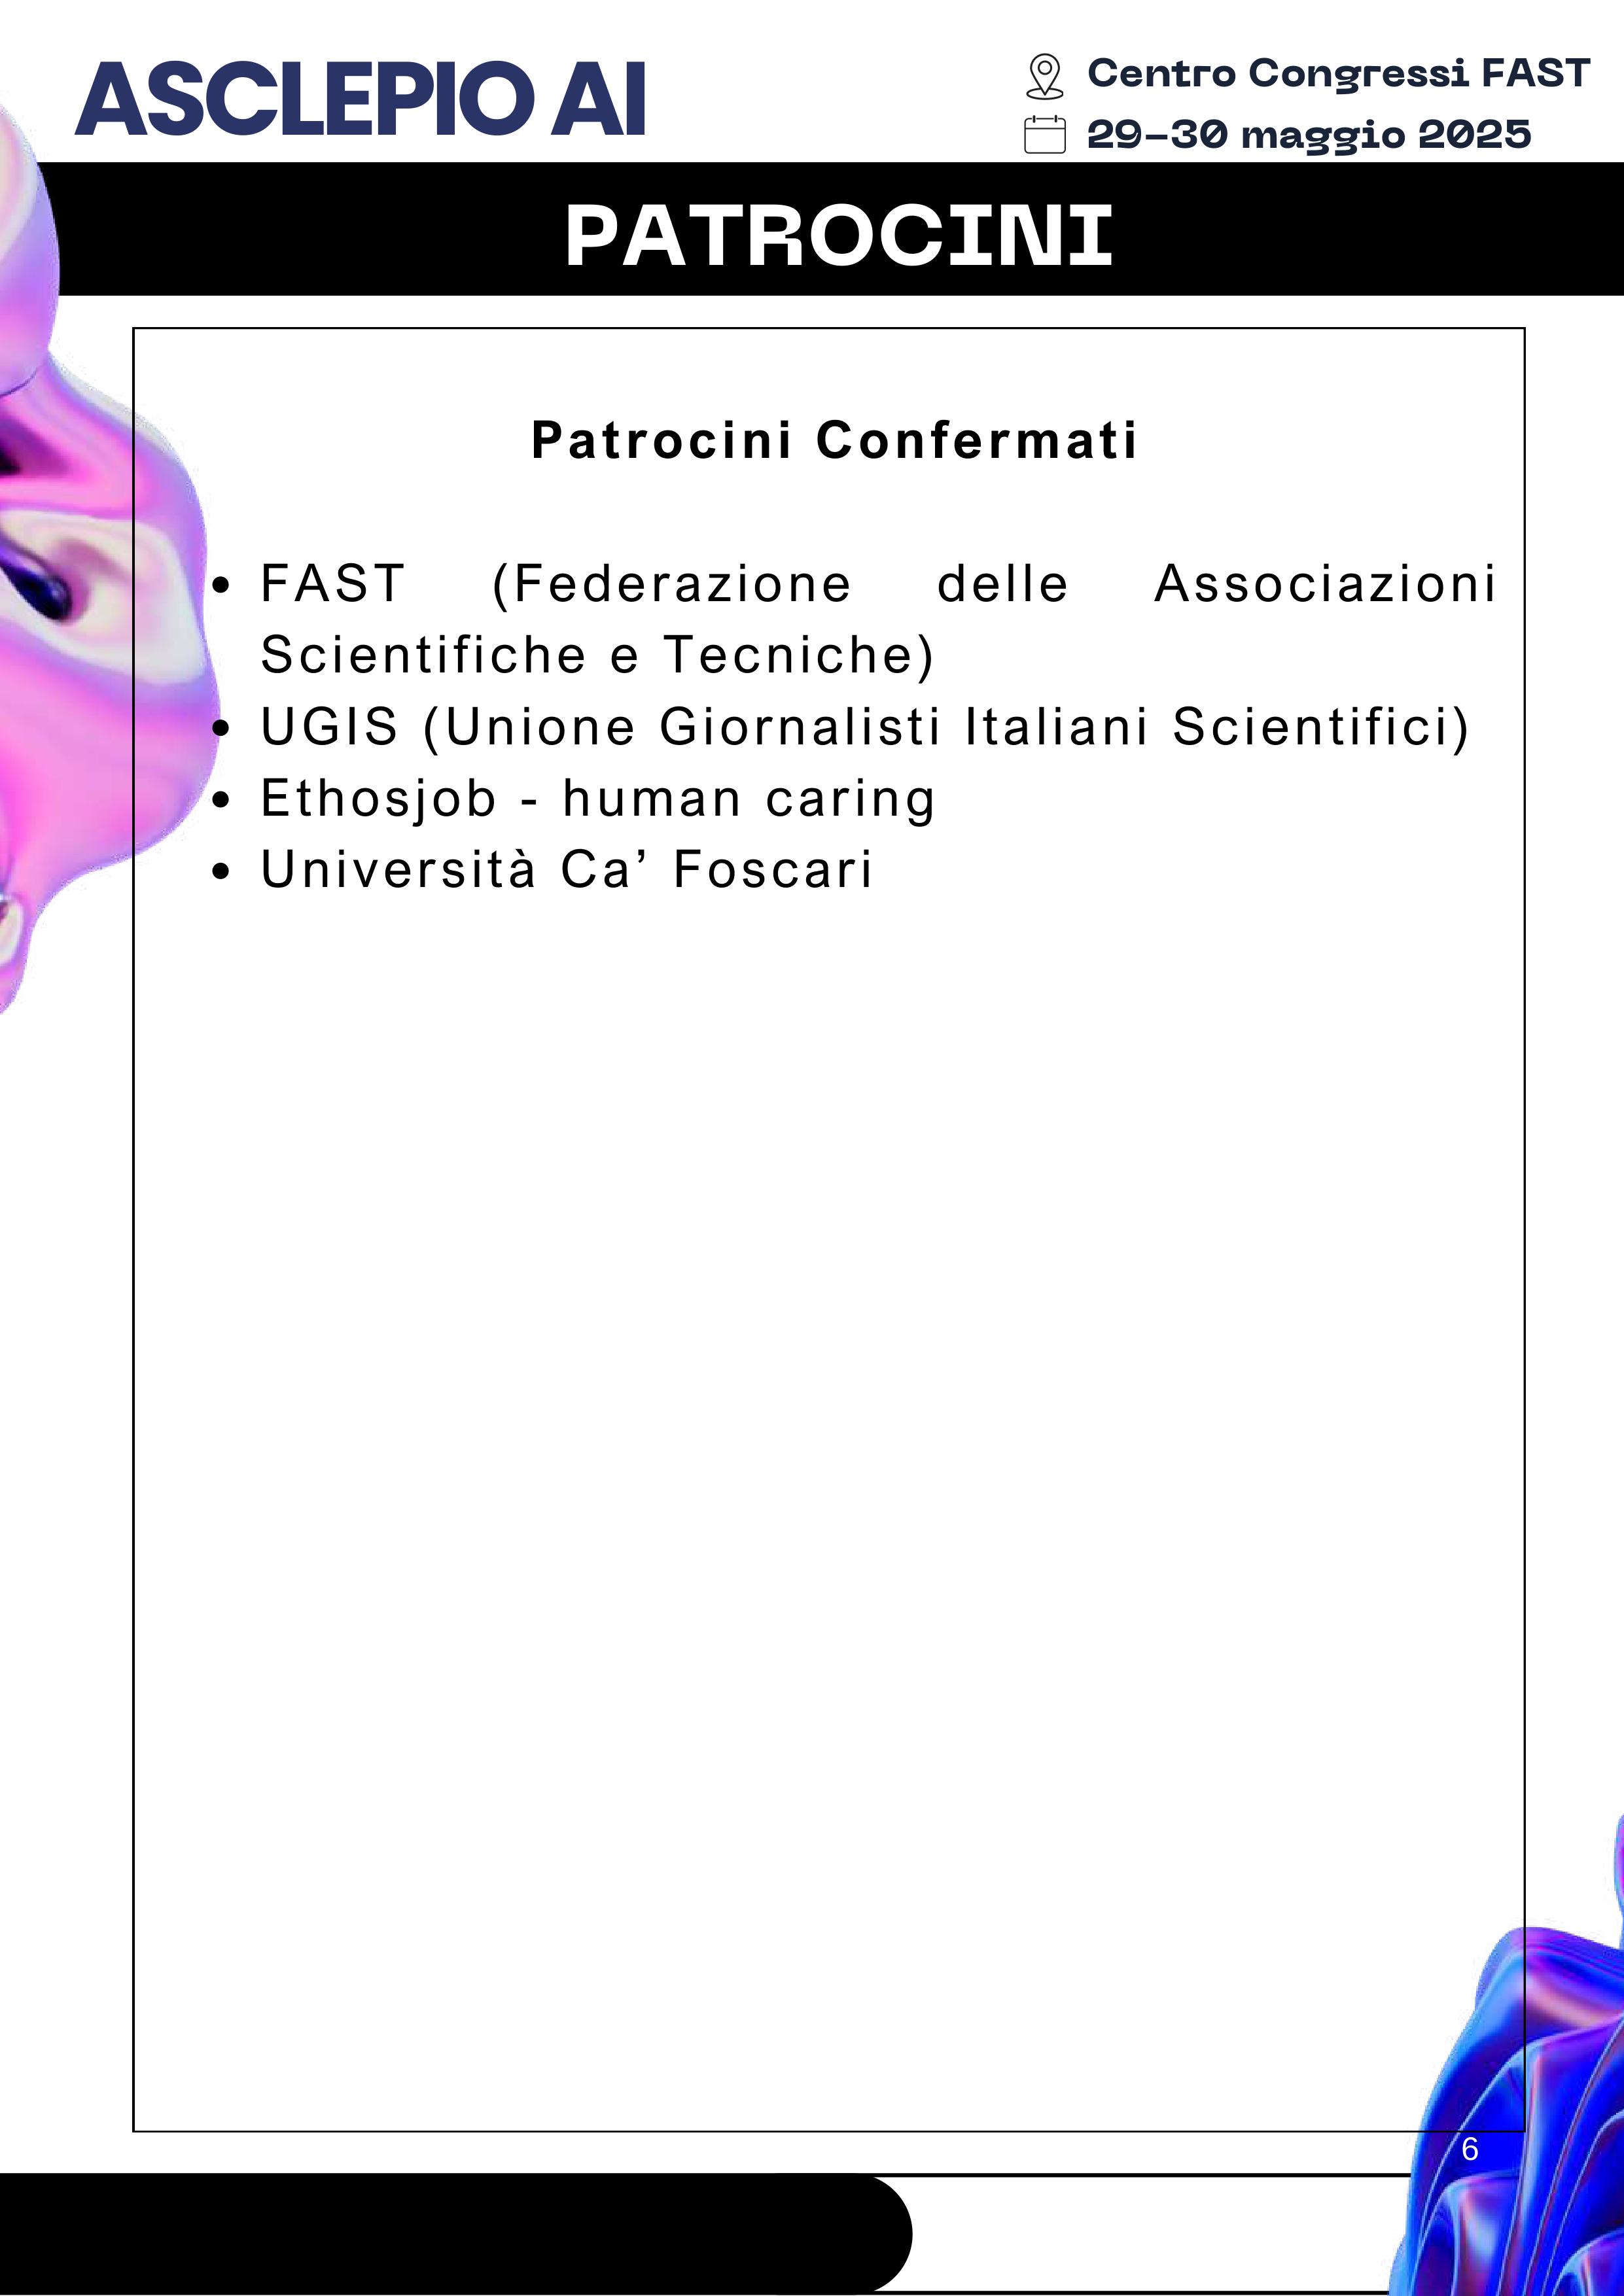 ASCLEPIO AI
Centro Congressi FAST
29-30 maggio 2025
PATROCINI
Patrocini Confermati
• FAST (Federazione delle Associazioni
Scientifiche e Tecniche)
• UGIS (Unione Giornalisti Italiani Scientifici)
• Ethosjob - human caring
• Università Ca’ Foscari
6